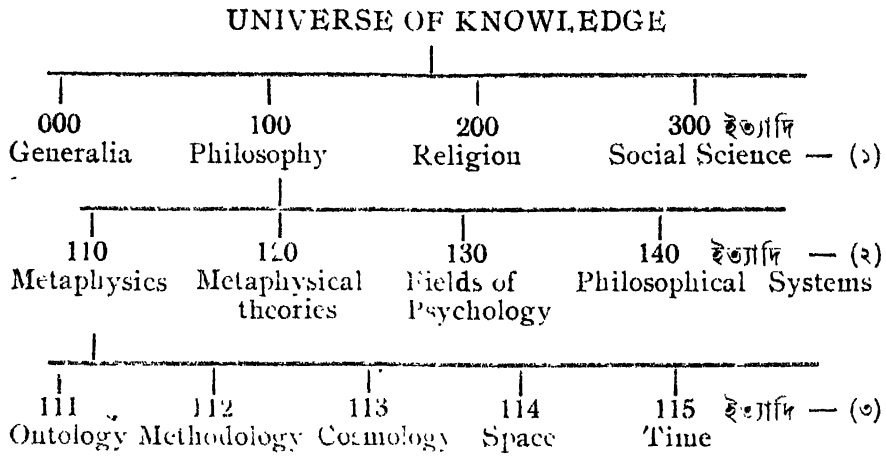 UNIVERSE OF KNOWLEDGE
000 100 200 300 ইত্যাদি
Generalia Philosophy Religion Social Science — (১)
110 120 130 140 ইত্যাদি — (২)
Metaphysics Metaphysical Fields of Philosophical Systems
theories Psychology
111 112 113 114 115 ইত্যাদি — (৩)
Ontology Methodology Cosmology Space Time